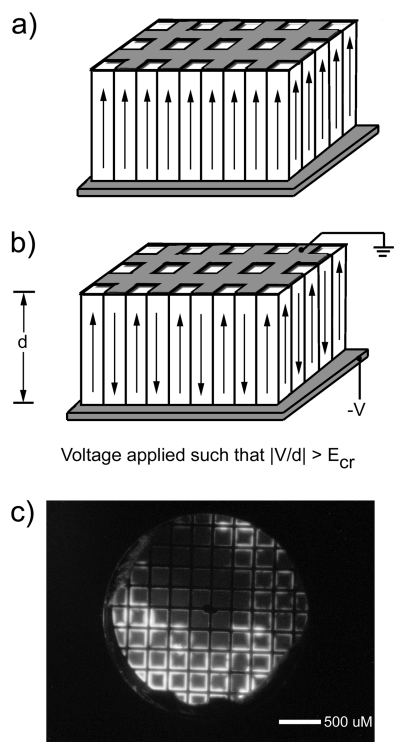 a)
b)
d
-V
Voltage applied such that |V/d| > Ecr
c)
500 uM